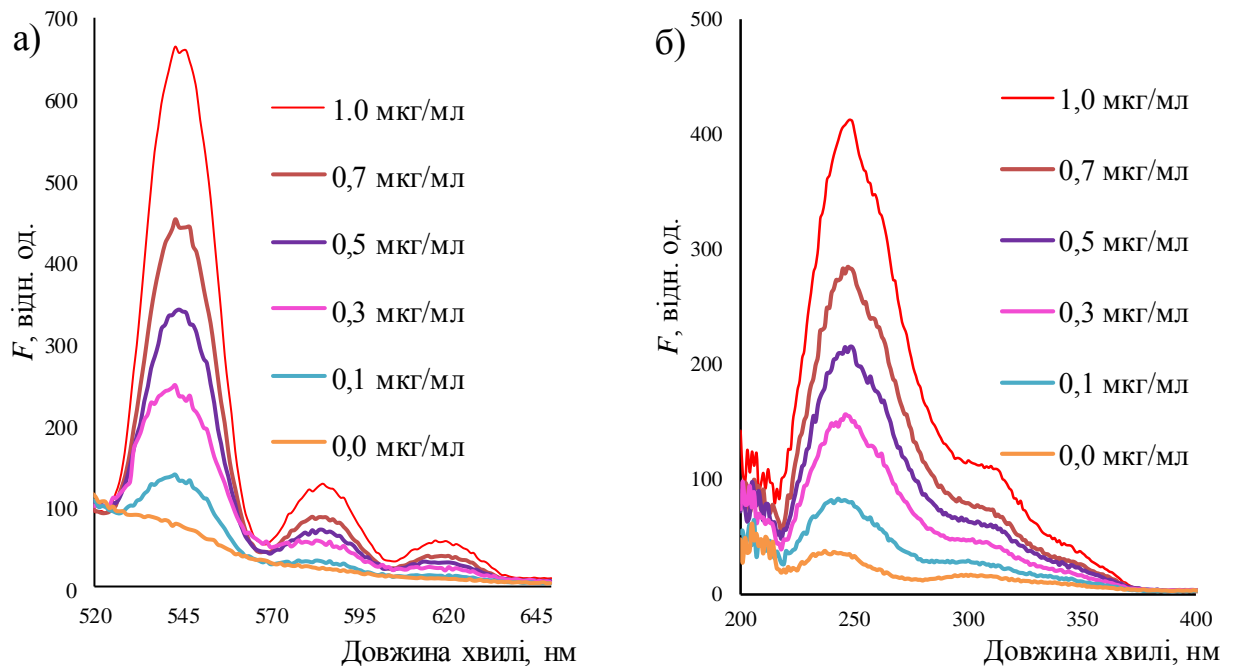 а)
700
600
500
400
300
200
100
0
F, відн. од.
1.0 мкг/мл
0,7 мкг/мл
0,5 мкг/мл
0,3 мкг/мл
0,1 мкг/мл
0,0 мкг/мл
520 545 570 595 620 645
Довжина хвилі, нм
б)
500
400
300
200
100
0
F, відн. од.
1,0 мкг/мл
0,7 мкг/мл
0,5 мкг/мл
0,3 мкг/мл
0,1 мкг/мл
0,0 мкг/мл
200 250 300 350 400
Довжина хвилі, нм